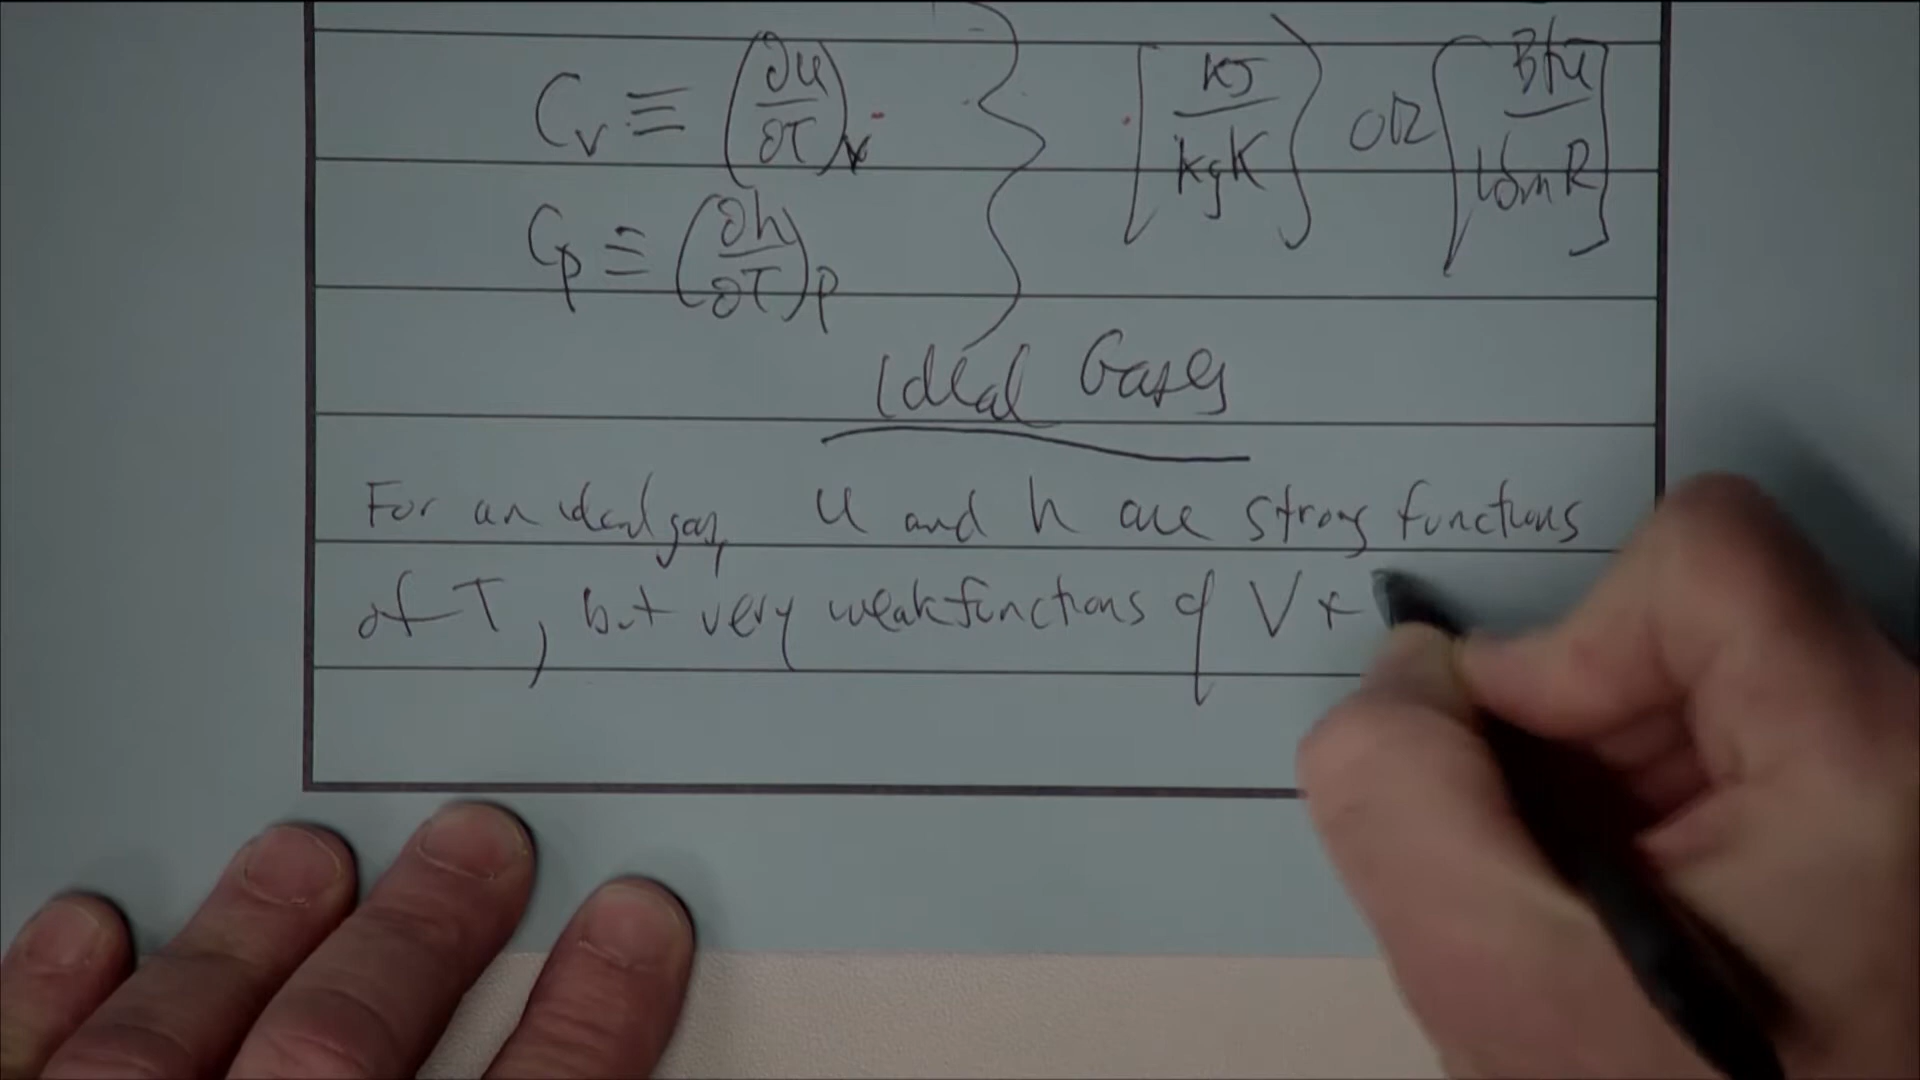 Cv ≡ (∂u/∂T)v } [KJ/kgK] OR [Btu/lbm R]
Cp ≡ (∂h/∂T)p
Ideal Gases
For an ideal gas, u and h are strong functions
of T, but very weak functions of V +